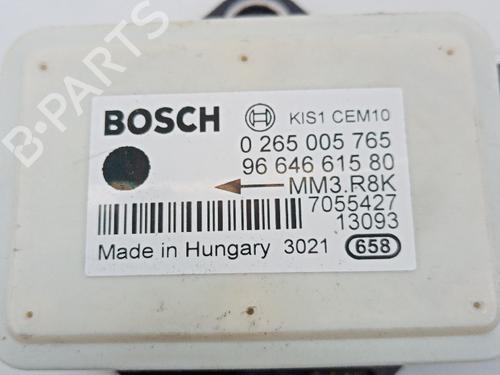 BOSCH KIS1 CEM10
0 265 005 765
96 646 615 80
MM3.R8K
7055427
13093
Made in Hungary 3021 658
B-PARTS